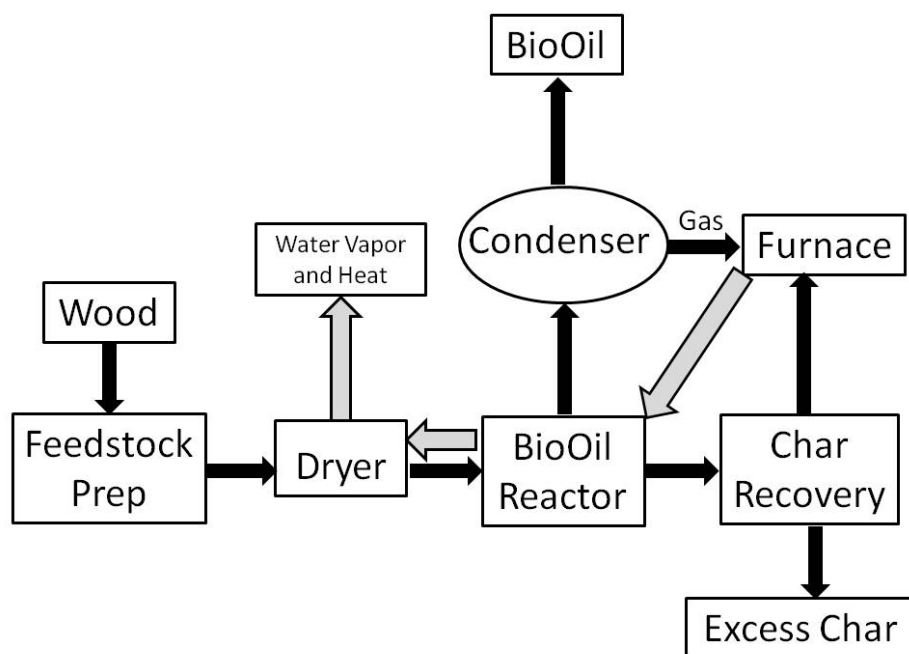 BioOil
Condenser
Gas
Furnace
Water Vapor
and Heat
Wood
Feedstock
Prep
Dryer
BioOil
Reactor
Char
Recovery
Excess Char